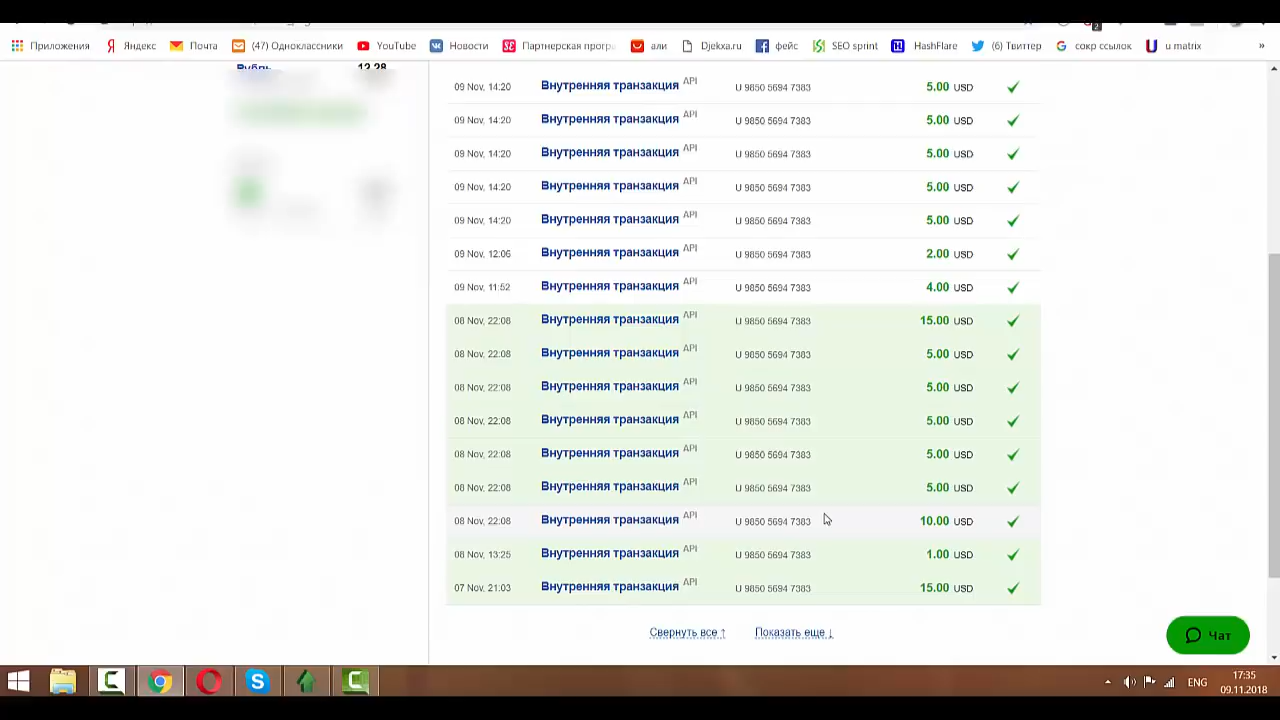 2
Приложения Яндекс Почта (47) Одноклассники YouTube Новости Партнерская прогр али Djekxa.ru фейс SEO sprint HashFlare (6) Твиттер сокр ссылок u matrix »
Рубль 12.28
09 Nov, 14:20 Внутренняя транзакция API U 9850 5694 7383 5.00 USD
09 Nov, 14:20 Внутренняя транзакция API U 9850 5694 7383 5.00 USD
09 Nov, 14:20 Внутренняя транзакция API U 9850 5694 7383 5.00 USD
09 Nov, 14:20 Внутренняя транзакция API U 9850 5694 7383 5.00 USD
09 Nov, 14:20 Внутренняя транзакция API U 9850 5694 7383 5.00 USD
09 Nov, 12:06 Внутренняя транзакция API U 9850 5694 7383 2.00 USD
09 Nov, 11:52 Внутренняя транзакция API U 9850 5694 7383 4.00 USD
08 Nov, 22:08 Внутренняя транзакция API U 9850 5694 7383 15.00 USD
08 Nov, 22:08 Внутренняя транзакция API U 9850 5694 7383 5.00 USD
08 Nov, 22:08 Внутренняя транзакция API U 9850 5694 7383 5.00 USD
08 Nov, 22:08 Внутренняя транзакция API U 9850 5694 7383 5.00 USD
08 Nov, 22:08 Внутренняя транзакция API U 9850 5694 7383 5.00 USD
08 Nov, 22:08 Внутренняя транзакция API U 9850 5694 7383 5.00 USD
08 Nov, 22:08 Внутренняя транзакция API U 9850 5694 7383 10.00 USD
08 Nov, 13:25 Внутренняя транзакция API U 9850 5694 7383 1.00 USD
07 Nov, 21:03 Внутренняя транзакция API U 9850 5694 7383 15.00 USD
Свернуть все ↑ Показать еще ↓
Чат
ENG 17:35
09.11.2018